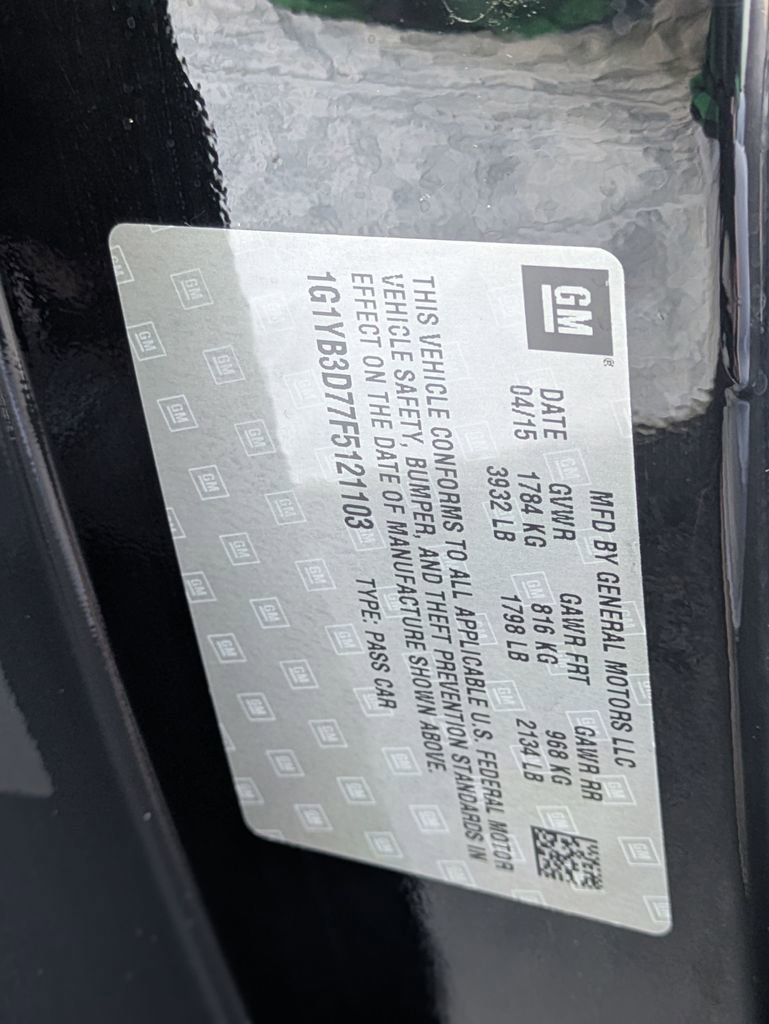 GM ®
MFD BY GENERAL MOTORS LLC
DATE GVWR GAWR FRT GAWR RR
04/15 1784 KG 816 KG 968 KG
3932 LB 1798 LB 2134 LB
THIS VEHICLE CONFORMS TO ALL APPLICABLE U.S. FEDERAL MOTOR
VEHICLE SAFETY, BUMPER, AND THEFT PREVENTION STANDARDS IN
EFFECT ON THE DATE OF MANUFACTURE SHOWN ABOVE.
1G1YB3D77F5121103 TYPE: PASS CAR